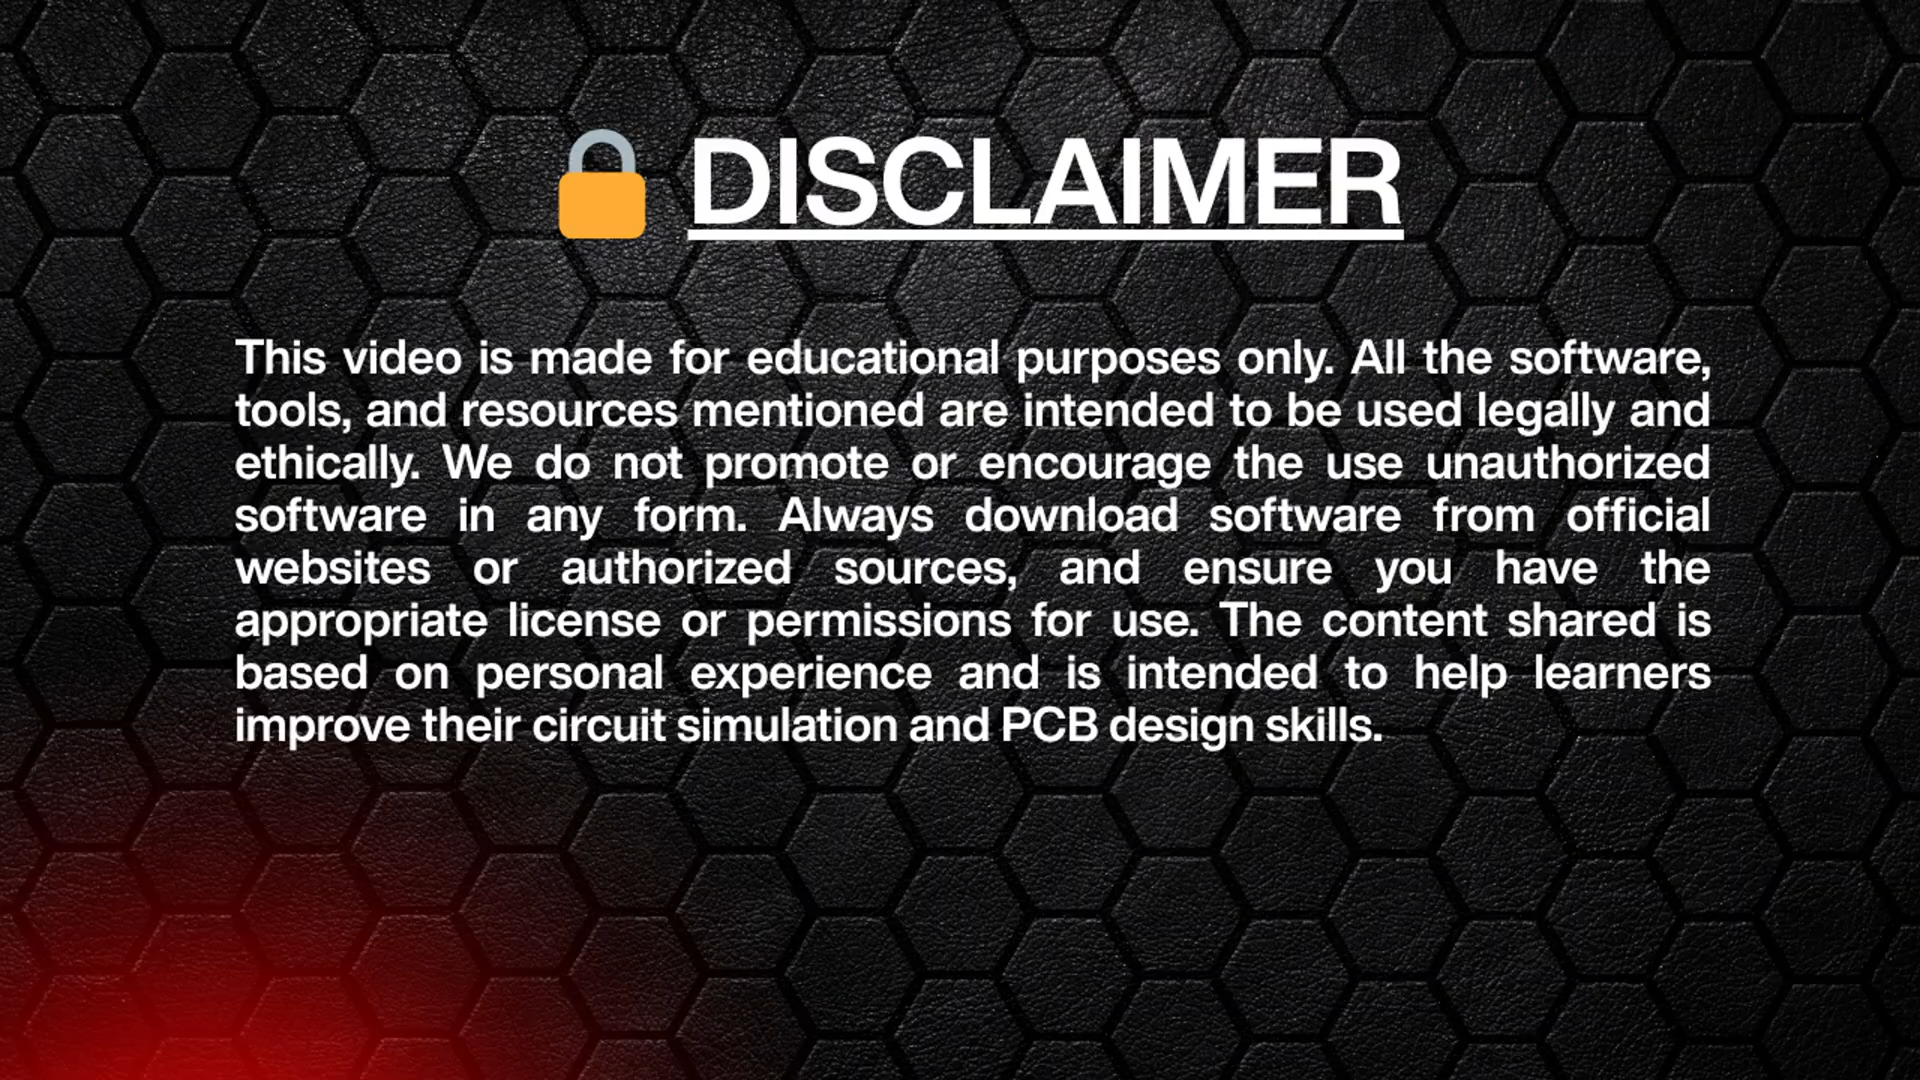 DISCLAIMER
This video is made for educational purposes only. All the software,
tools, and resources mentioned are intended to be used legally and
ethically. We do not promote or encourage the use unauthorized
software in any form. Always download software from official
websites or authorized sources, and ensure you have the
appropriate license or permissions for use. The content shared is
based on personal experience and is intended to help learners
improve their circuit simulation and PCB design skills.